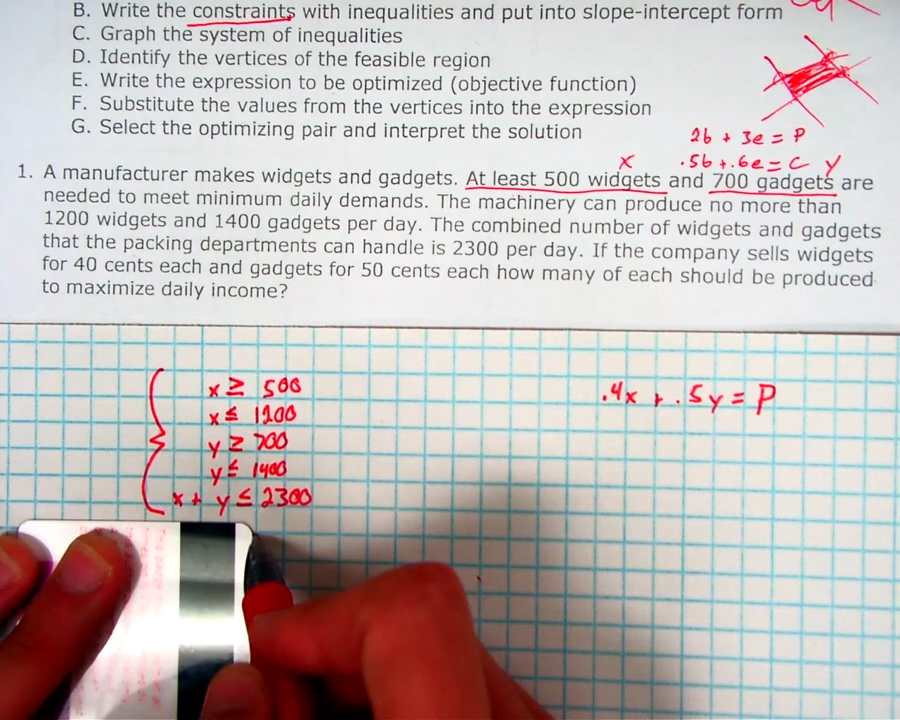 B. Write the constraints with inequalities and put into slope-intercept form
C. Graph the system of inequalities
D. Identify the vertices of the feasible region
E. Write the expression to be optimized (objective function)
F. Substitute the values from the vertices into the expression
G. Select the optimizing pair and interpret the solution
2b + 3e = P
.5b + .6e = C
x
y
1. A manufacturer makes widgets and gadgets. At least 500 widgets and 700 gadgets are
needed to meet minimum daily demands. The machinery can produce no more than
1200 widgets and 1400 gadgets per day. The combined number of widgets and gadgets
that the packing departments can handle is 2300 per day. If the company sells widgets
for 40 cents each and gadgets for 50 cents each how many of each should be produced
to maximize daily income?
x ≥ 500
x ≤ 1200
y ≥ 700
y ≤ 1400
x + y ≤ 2300
.4x + .5y = P